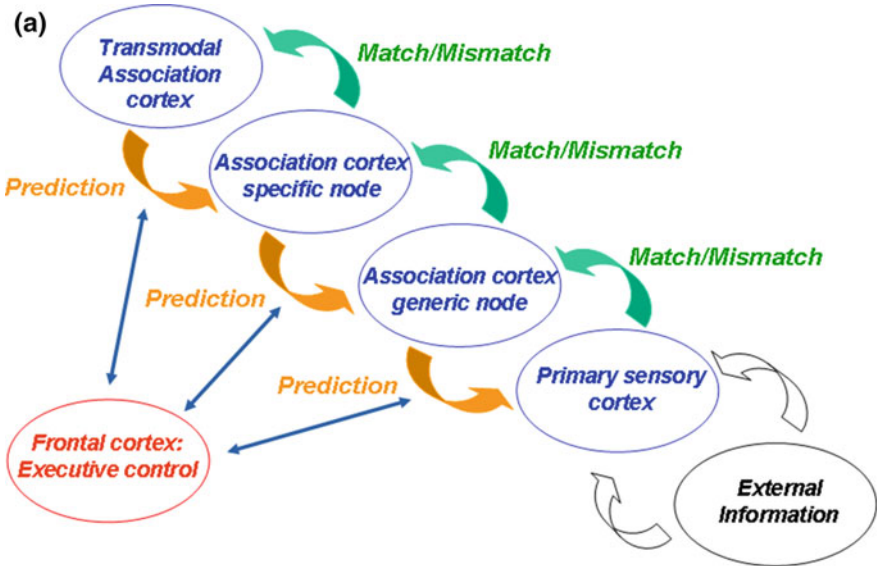 (a)
Transmodal
Association
cortex
Match/Mismatch
Prediction
Association cortex
specific node
Match/Mismatch
Prediction
Association cortex
generic node
Match/Mismatch
Prediction
Primary sensory
cortex
Frontal cortex:
Executive control
External
Information